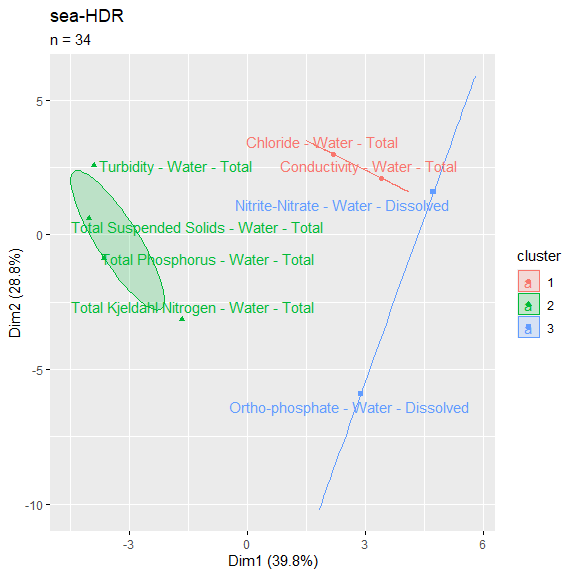 sea-HDR
n = 34
5
0
-5
-10
Dim2 (28.8%)
Chloride - Water - Total
Turbidity - Water - Total
Conductivity - Water - Total
Nitrite-Nitrate - Water - Dissolved
Total Suspended Solids - Water - Total
Total Phosphorus - Water - Total
Total Kjeldahl Nitrogen - Water - Total
Ortho-phosphate - Water - Dissolved
-3
0
3
6
Dim1 (39.8%)
cluster
1
2
3